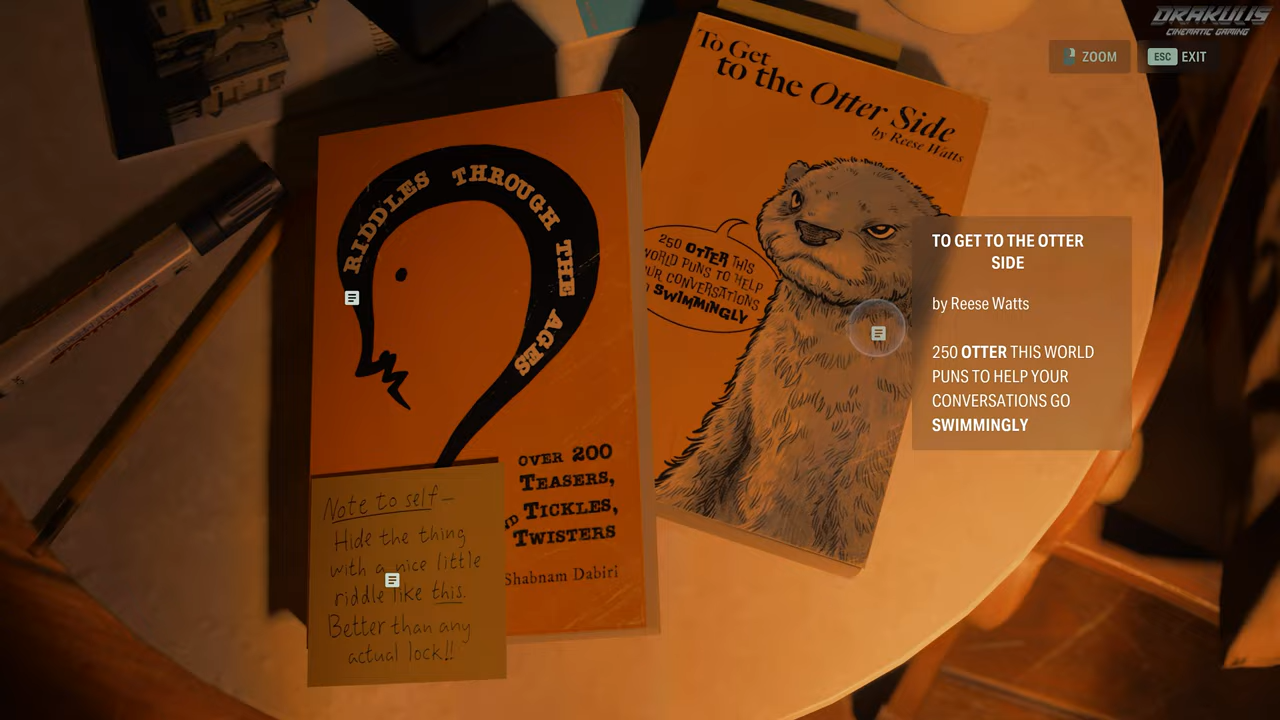 DRAKULIS
CINEMATIC GAMING
ZOOM
ESC EXIT
To Get
to the Otter Side
by Reese Watts
250 OTTER THIS
WORLD PUNS TO HELP
UR CONVERSATIONS
SWIMMINGLY
RIDDLES THROUGH THE AGES
OVER 200
TEASERS,
TICKLES,
TWISTERS
Shabnam Dabiri
Note to self—
Hide the thing
with a nice little
riddle like this.
Better than any
actual lock!!
TO GET TO THE OTTER
SIDE
by Reese Watts
250 OTTER THIS WORLD
PUNS TO HELP YOUR
CONVERSATIONS GO
SWIMMINGLY